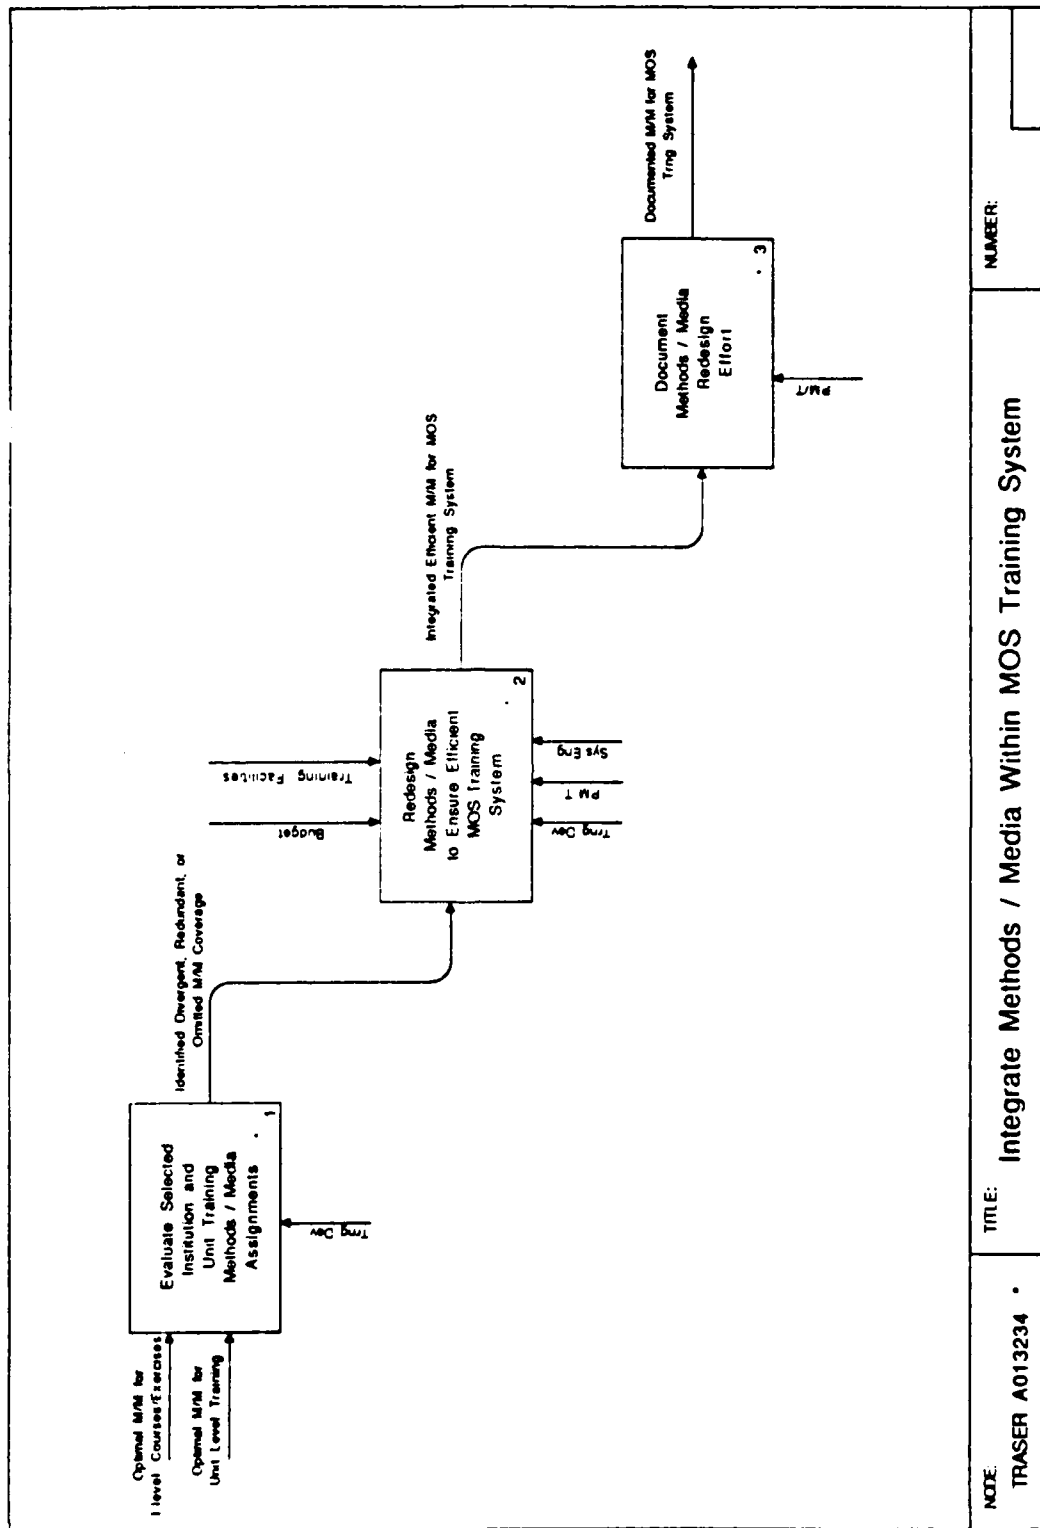 Optimal M/M for
I level Courses/Exercises
Optimal M/M for
Unit Level Training
Evaluate Selected
Institution and
Unit Training
Methods / Media
Assignments
1
Trng Dev
Identified Divergent, Redundant, or
Omitted M/M Coverage
Budget
Training Facilities
Redesign
Methods / Media
to Ensure Efficient
MOS Training
System
2
Trng Dev
PM T
Sys Eng
Integrated Efficient M/M for MOS
Training System
Document
Methods / Media
Redesign
Effort
3
PM/T
Documented M/M for MOS
Trng System
NODE:
TRASER A013234
TITLE:
Integrate Methods / Media Within MOS Training System
NUMBER: